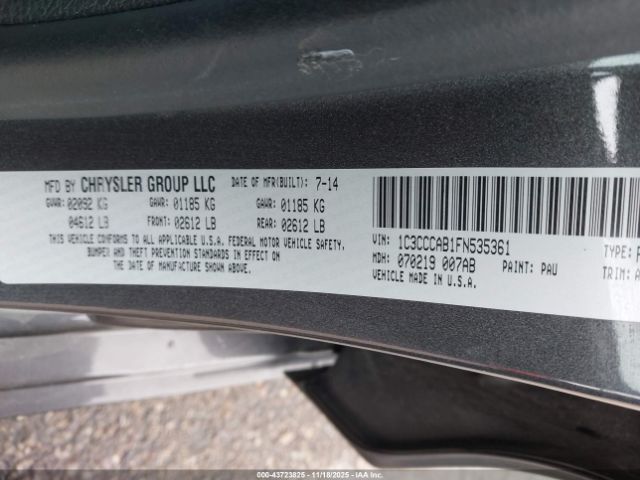 MFD BY CHRYSLER GROUP LLC DATE OF MFR(BUILT): 7-14
GVWR: 02092 KG GAWR: 01185 KG GAWR: 01185 KG
04612 LB FRONT: 02612 LB REAR: 02612 LB
THIS VEHICLE CONFORMS TO ALL APPLICABLE U.S.A. FEDERAL MOTOR VEHICLE SAFETY,
BUMPER AND THEFT PREVENTION STANDARDS IN EFFECT ON
THE DATE OF MANUFACTURE SHOWN ABOVE.
VIN: 1C3CCCAB1FN535361 TYPE:
MDH: 070219 007AB PAINT: PAU TRIM:
VEHICLE MADE IN U.S.A.
000-43723825 | 11/18/2025 | IAAI.COM